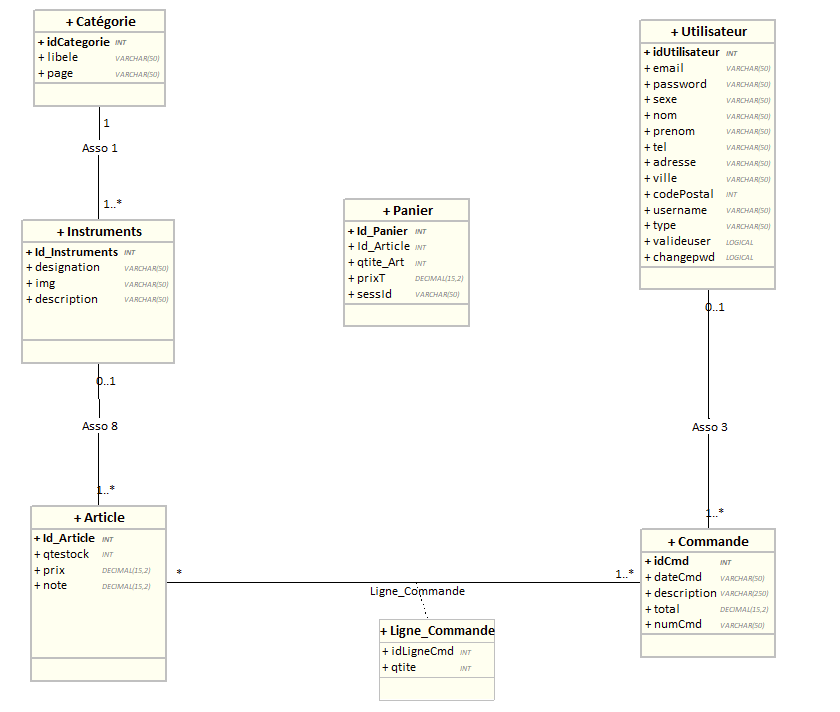 + Catégorie
+ idCategorie INT
+ libele VARCHAR(50)
+ page VARCHAR(50)
1
Asso 1
1..*
+ Instruments
+ Id_Instruments INT
+ designation VARCHAR(50)
+ img VARCHAR(50)
+ description VARCHAR(50)
0..1
Asso 8
1..*
+ Article
+ Id_Article INT
+ qtestock INT
+ prix DECIMAL(15,2)
+ note DECIMAL(15,2)
+ Panier
+ Id_Panier INT
+ Id_Article INT
+ qtite_Art INT
+ prixT DECIMAL(15,2)
+ sessId VARCHAR(50)
+ Utilisateur
+ idUtilisateur INT
+ email VARCHAR(50)
+ password VARCHAR(50)
+ sexe VARCHAR(50)
+ nom VARCHAR(50)
+ prenom VARCHAR(50)
+ tel VARCHAR(50)
+ adresse VARCHAR(50)
+ ville VARCHAR(50)
+ codePostal INT
+ username VARCHAR(50)
+ type VARCHAR(50)
+ valideuser LOGICAL
+ changepwd LOGICAL
0..1
Asso 3
1..*
+ Commande
+ idCmd INT
+ dateCmd VARCHAR(50)
+ description VARCHAR(250)
+ total DECIMAL(15,2)
+ numCmd VARCHAR(50)
*
1..*
Ligne_Commande
+ Ligne_Commande
+ idLigneCmd INT
+ qtite INT